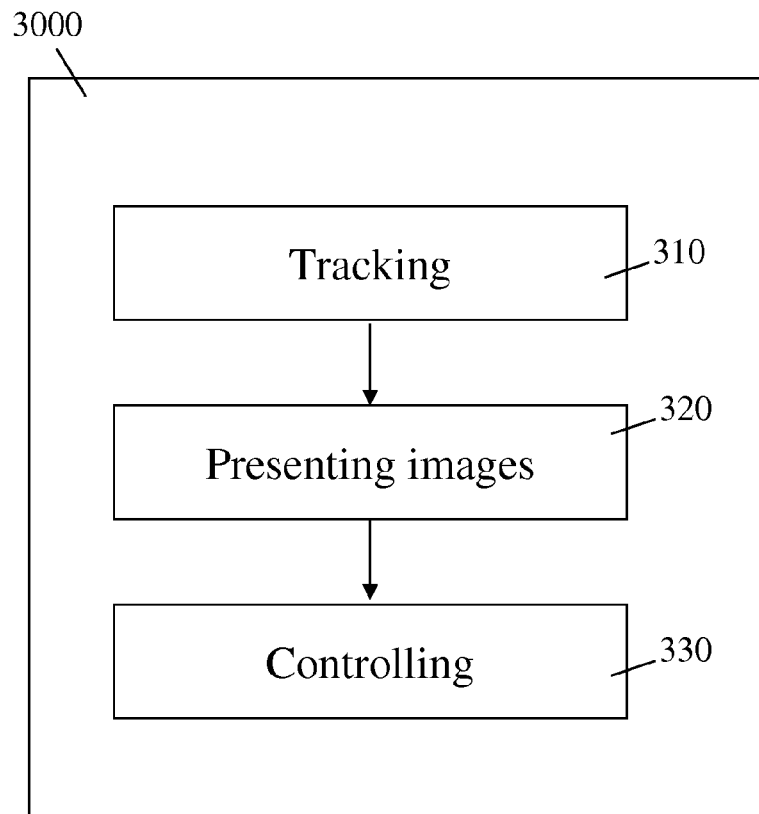 3000
Tracking
310
Presenting images
320
Controlling
330